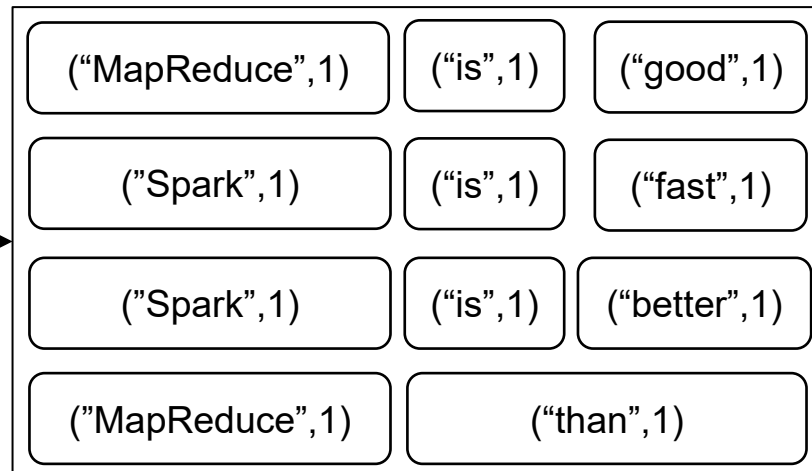 (“MapReduce”,1) (“is”,1) (“good”,1)
(”Spark”,1) (“is”,1) (“fast”,1)
(”Spark”,1) (“is”,1) (“better”,1)
(”MapReduce”,1) (“than”,1)